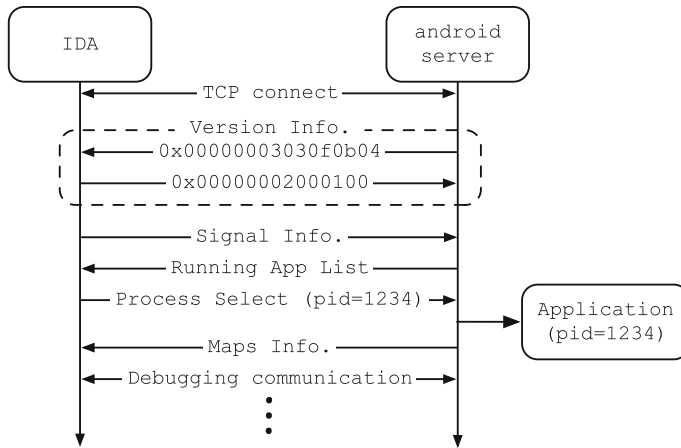 IDA
android
server
TCP connect
Version Info.
0x00000003030f0b04
0x00000002000100
Signal Info.
Running App List
Process Select (pid=1234)
Application
(pid=1234)
Maps Info.
Debugging communication